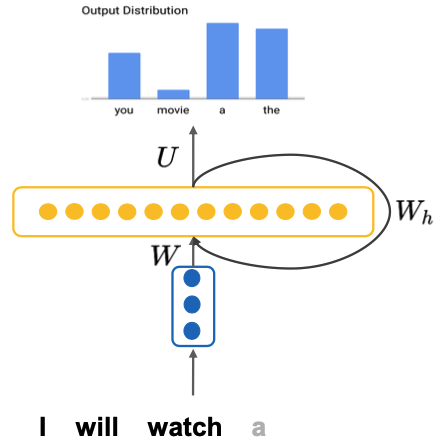 Output Distribution
you movie a the
U
W_h
W
I will watch a